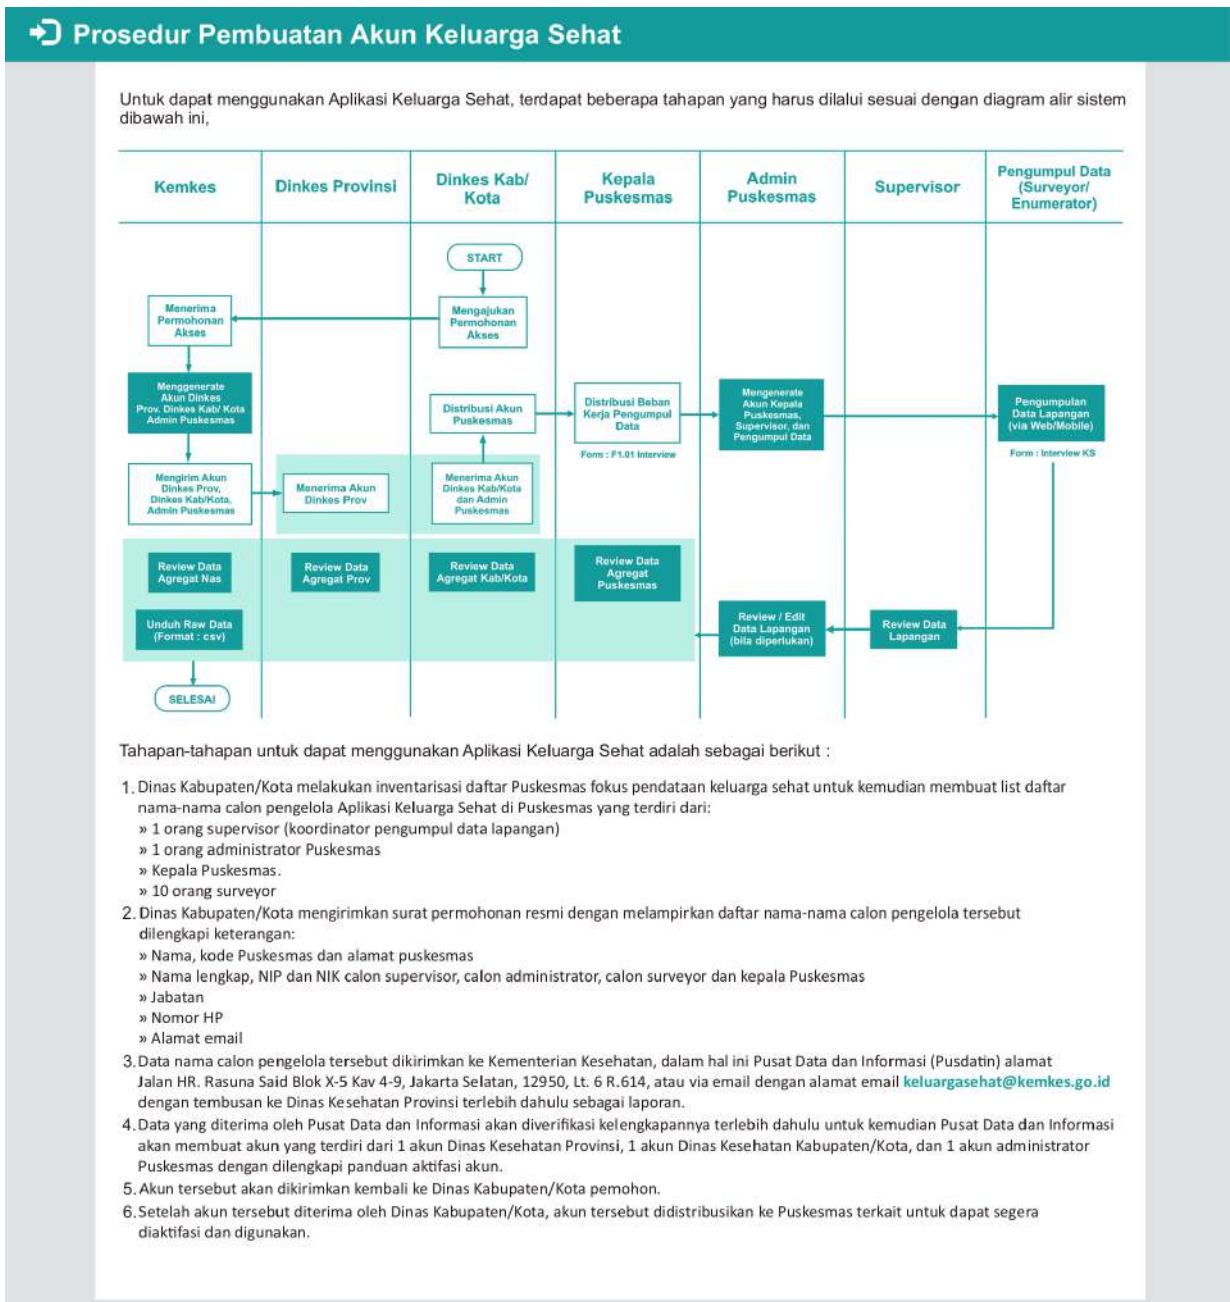 Prosedur Pembuatan Akun Keluarga Sehat
Untuk dapat menggunakan Aplikasi Keluarga Sehat, terdapat beberapa tahapan yang harus dilalui sesuai dengan diagram alir sistem
dibawah ini,
Kemkes
Dinkes Provinsi
Dinkes Kab/
Kota
Kepala
Puskesmas
Admin
Puskesmas
Supervisor
Pengumpul Data
(Surveyor/
Enumerator)
START
Menerima
Permohonan
Akses
Mengajukan
Permohonan
Akses
Menggenerate
Akun Dinkes
Prov. Dinkes Kab/ Kota
Admin Puskesmas
Distribusi Akun
Puskesmas
Distribusi Beban
Kerja Pengumpul
Data
Form : F1.01 Interview
Mengenerate
Akun Kepala
Puskesmas,
Supervisor, dan
Pengumpul Data
Pengumpulan
Data Lapangan
(via Web/Mobile)
Form : Interview KS
Mengirim Akun
Dinkes Prov,
Dinkes Kab/Kota,
Admin Puskesmas
Menerima Akun
Dinkes Prov
Menerima Akun
Dinkes Kab/Kota
dan Admin
Puskesmas
Review Data
Agregat Nas
Review Data
Agregat Prov
Review Data
Agregat Kab/Kota
Review Data
Agregat
Puskesmas
Unduh Raw Data
(Format : csv)
Review / Edit
Data Lapangan
(bila diperlukan)
Review Data
Lapangan
SELESAI
Tahapan-tahapan untuk dapat menggunakan Aplikasi Keluarga Sehat adalah sebagai berikut :
1. Dinas Kabupaten/Kota melakukan inventarisasi daftar Puskesmas fokus pendataan keluarga sehat untuk kemudian membuat list daftar
nama-nama calon pengelola Aplikasi Keluarga Sehat di Puskesmas yang terdiri dari:
» 1 orang supervisor (koordinator pengumpul data lapangan)
» 1 orang administrator Puskesmas
» Kepala Puskesmas.
» 10 orang surveyor
2. Dinas Kabupaten/Kota mengirimkan surat permohonan resmi dengan melampirkan daftar nama-nama calon pengelola tersebut
dilengkapi keterangan:
» Nama, kode Puskesmas dan alamat puskesmas
» Nama lengkap, NIP dan NIK calon supervisor, calon administrator, calon surveyor dan kepala Puskesmas
» Jabatan
» Nomor HP
» Alamat email
3. Data nama calon pengelola tersebut dikirimkan ke Kementerian Kesehatan, dalam hal ini Pusat Data dan Informasi (Pusdatin) alamat
Jalan HR. Rasuna Said Blok X-5 Kav 4-9, Jakarta Selatan, 12950, Lt. 6 R.614, atau via email dengan alamat email keluargasehat@kemkes.go.id
dengan tembusan ke Dinas Kesehatan Provinsi terlebih dahulu sebagai laporan.
4. Data yang diterima oleh Pusat Data dan Informasi akan diverifikasi kelengkapannya terlebih dahulu untuk kemudian Pusat Data dan Informasi
akan membuat akun yang terdiri dari 1 akun Dinas Kesehatan Provinsi, 1 akun Dinas Kesehatan Kabupaten/Kota, dan 1 akun administrator
Puskesmas dengan dilengkapi panduan aktifasi akun.
5. Akun tersebut akan dikirimkan kembali ke Dinas Kabupaten/Kota pemohon.
6. Setelah akun tersebut diterima oleh Dinas Kabupaten/Kota, akun tersebut didistribusikan ke Puskesmas terkait untuk dapat segera
diaktifasi dan digunakan.